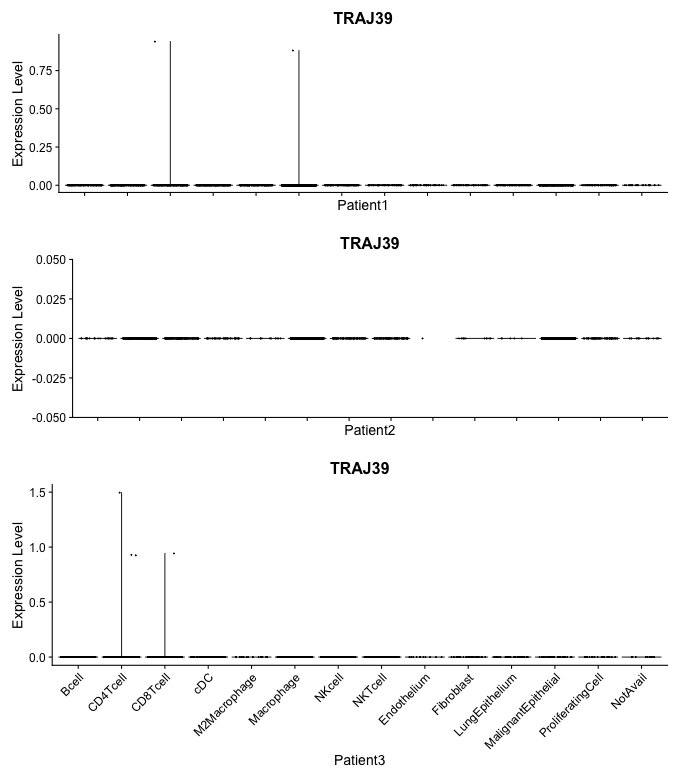 TRAJ39
Expression Level
0.75
0.50
0.25
0.00
Patient1
TRAJ39
Expression Level
0.050
0.025
0.000
-0.025
-0.050
Patient2
TRAJ39
Expression Level
1.5
1.0
0.5
0.0
Bcell
CD4Tcell
CD8Tcell
cDC
M2Macrophage
Macrophage
NKcell
NKTcell
Endothelium
Fibroblast
LungEpithelium
MalignantEpithelial
ProliferatingCell
NotAvail
Patient3